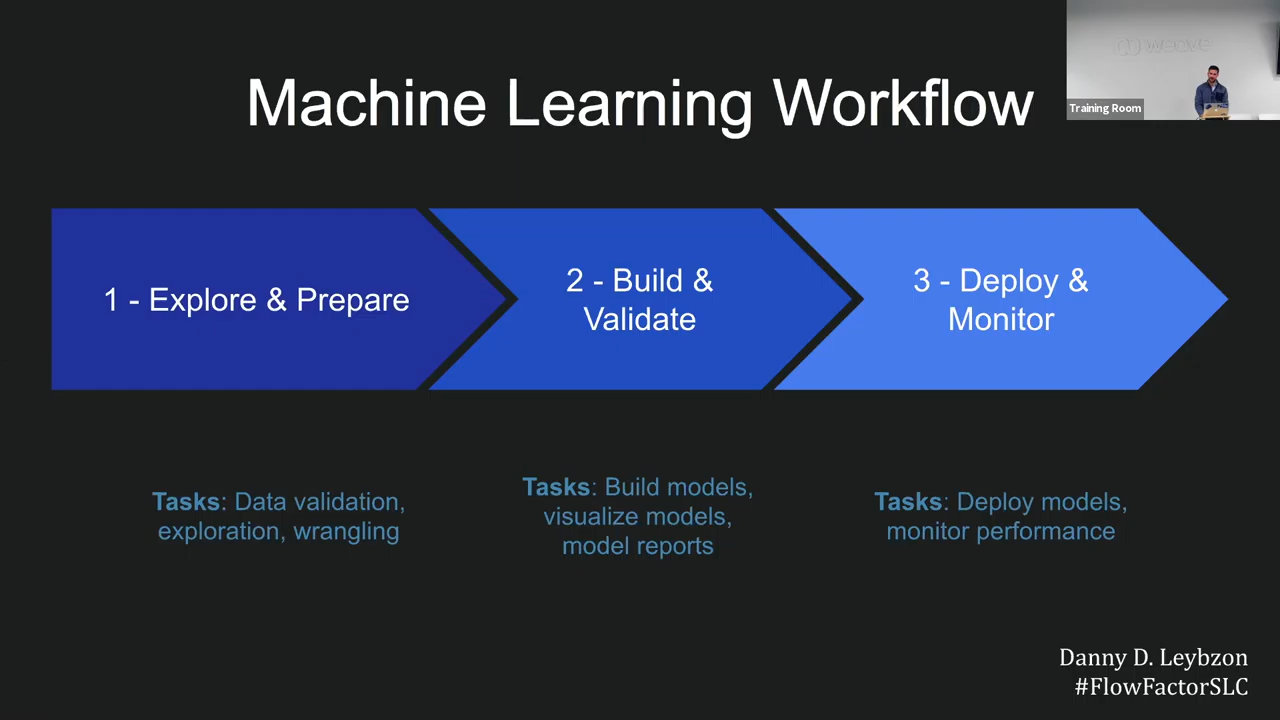 Machine Learning Workflow
weave
Training Room
1 - Explore & Prepare
2 - Build &
Validate
3 - Deploy &
Monitor
Tasks: Data validation,
exploration, wrangling
Tasks: Build models,
visualize models,
model reports
Tasks: Deploy models,
monitor performance
Danny D. Leybzon
#FlowFactorSLC